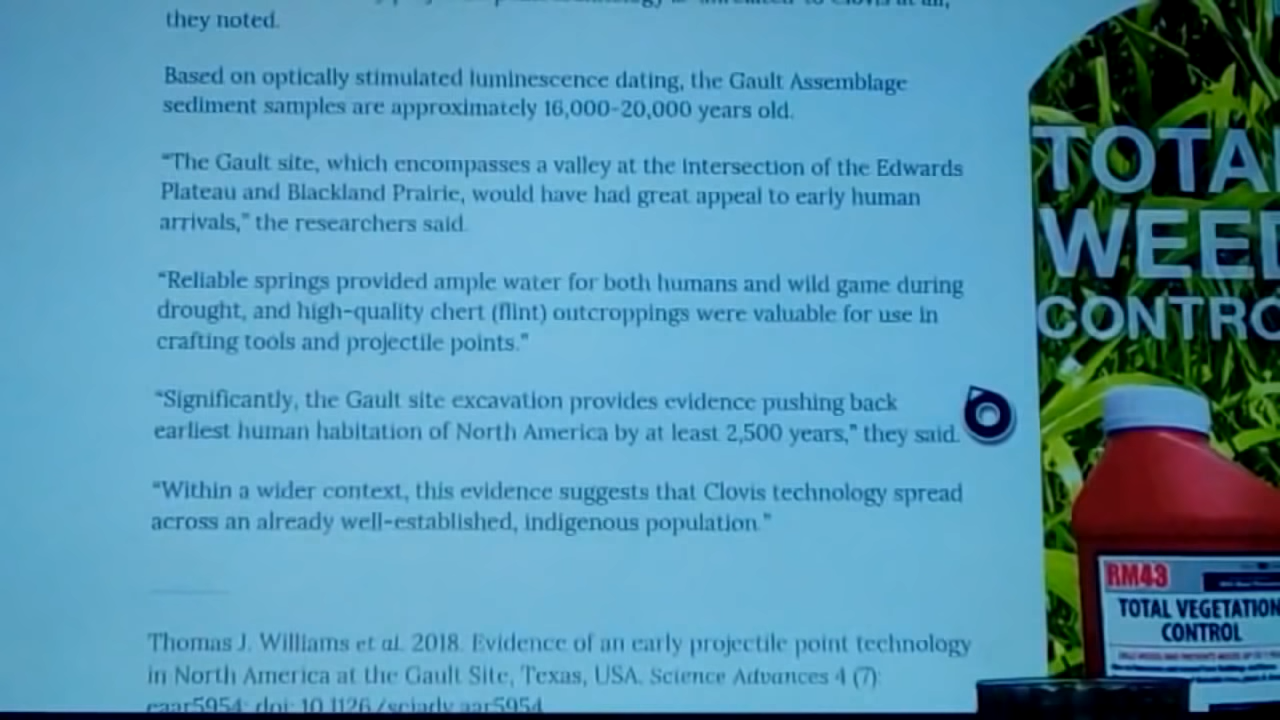 they noted.
Based on optically stimulated luminescence dating, the Gault Assemblage
sediment samples are approximately 16,000-20,000 years old.
“The Gault site, which encompasses a valley at the intersection of the Edwards
Plateau and Blackland Prairie, would have had great appeal to early human
arrivals,” the researchers said.
“Reliable springs provided ample water for both humans and wild game during
drought, and high-quality chert (flint) outcroppings were valuable for use in
crafting tools and projectile points.”
“Significantly, the Gault site excavation provides evidence pushing back
earliest human habitation of North America by at least 2,500 years,” they said.
“Within a wider context, this evidence suggests that Clovis technology spread
across an already well-established, indigenous population.”
Thomas J. Williams et al. 2018. Evidence of an early projectile point technology
in North America at the Gault Site, Texas, USA. Science Advances 4 (7):
eaar5954; doi: 10.1126/sciadv.aar5954
TOTA
WEED
CONTRO
RM43
TOTAL VEGETATION
CONTROL